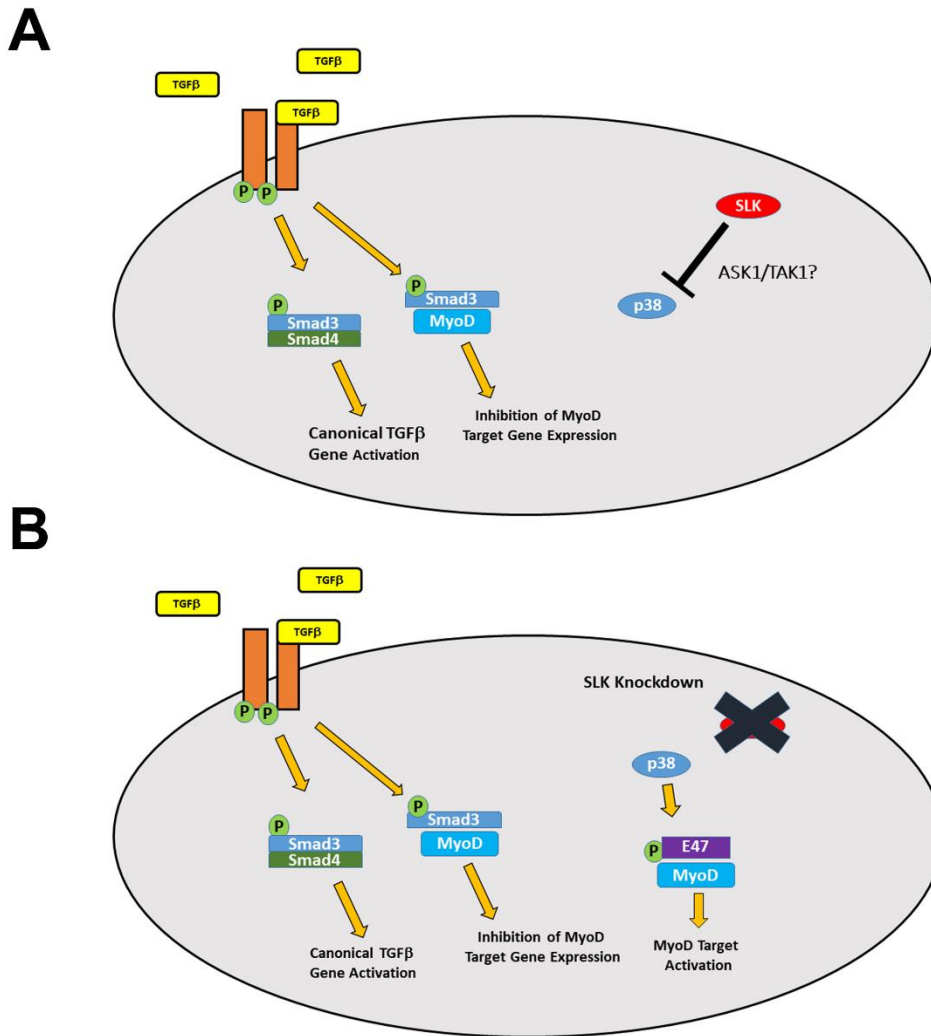 A
TGFβ
TGFβ
TGFβ
P
P
SLK
ASK1/TAK1?
p38
P
Smad3
MyoD
P
Smad3
Smad4
Inhibition of MyoD
Target Gene Expression
Canonical TGFβ
Gene Activation
B
TGFβ
TGFβ
TGFβ
P
P
SLK Knockdown
p38
P
Smad3
MyoD
P
Smad3
Smad4
P
E47
MyoD
Canonical TGFβ
Gene Activation
Inhibition of MyoD
Target Gene Expression
MyoD Target
Activation